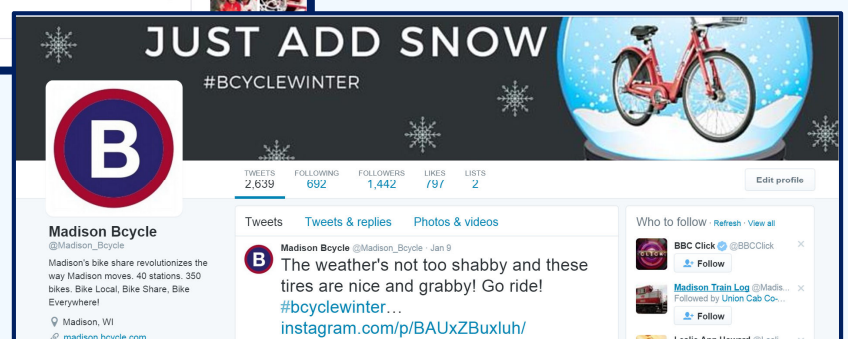 JUST ADD SNOW
#BCYCLEWINTER
B
TWEETS FOLLOWING FOLLOWERS LIKES LISTS
2,639 692 1,442 797 2
Edit profile
Madison Bcycle
@Madison_Bcycle
Madison's bike share revolutionizes the
way Madison moves. 40 stations. 350
bikes. Bike Local, Bike Share, Bike
Everywhere!
Madison, WI
madison.bcycle.com
Tweets Tweets & replies Photos & videos
B
Madison Bcycle @Madison_Bcycle · Jan 9
The weather's not too shabby and these
tires are nice and grabby! Go ride!
#bcyclewinter…
instagram.com/p/BAUxZBuxluh/
Who to follow · Refresh · View all
CLICK
BBC Click @BBCClick
Follow
Madison Train Log @Madis...
Followed by Union Cab Co-...
Follow